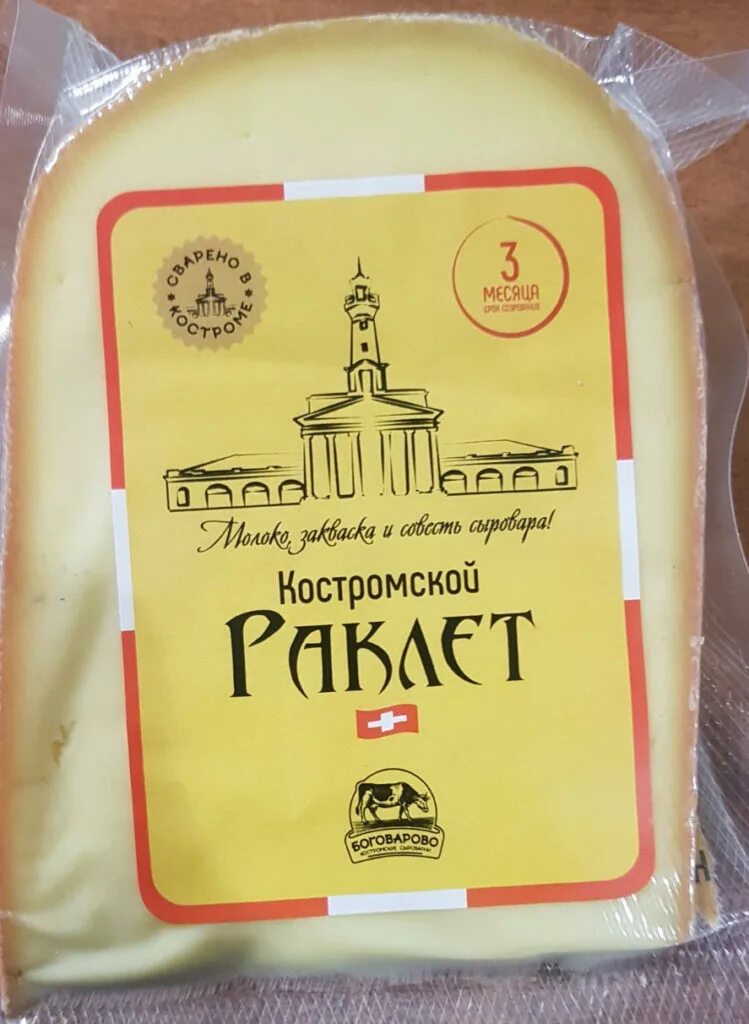 * СВАРЕНО В *
КОСТРОМЕ
3
МЕСЯЦА
СРОК СОЗРЕВАНИЯ
Молоко, закваска и совесть сыровара!
Костромской
РАКЛЕТ
БОГОВАРОВО
КОСТРОМСКИЕ СЫРОВАРНИ